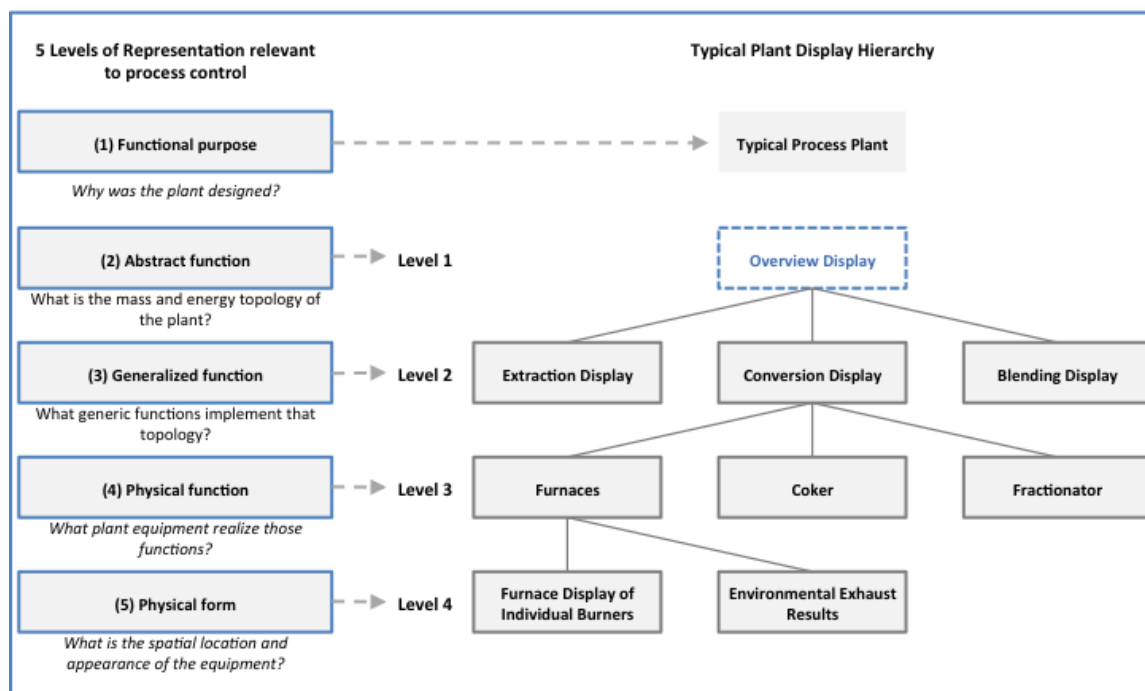 5 Levels of Representation relevant
to process control
Typical Plant Display Hierarchy
(1) Functional purpose
Typical Process Plant
Why was the plant designed?
(2) Abstract function
Level 1
Overview Display
What is the mass and energy topology of
the plant?
(3) Generalized function
Level 2
Extraction Display
Conversion Display
Blending Display
What generic functions implement that
topology?
(4) Physical function
Level 3
Furnaces
Coker
Fractionator
What plant equipment realize those
functions?
(5) Physical form
Level 4
Furnace Display of
Individual Burners
Environmental Exhaust
Results
What is the spatial location and
appearance of the equipment?